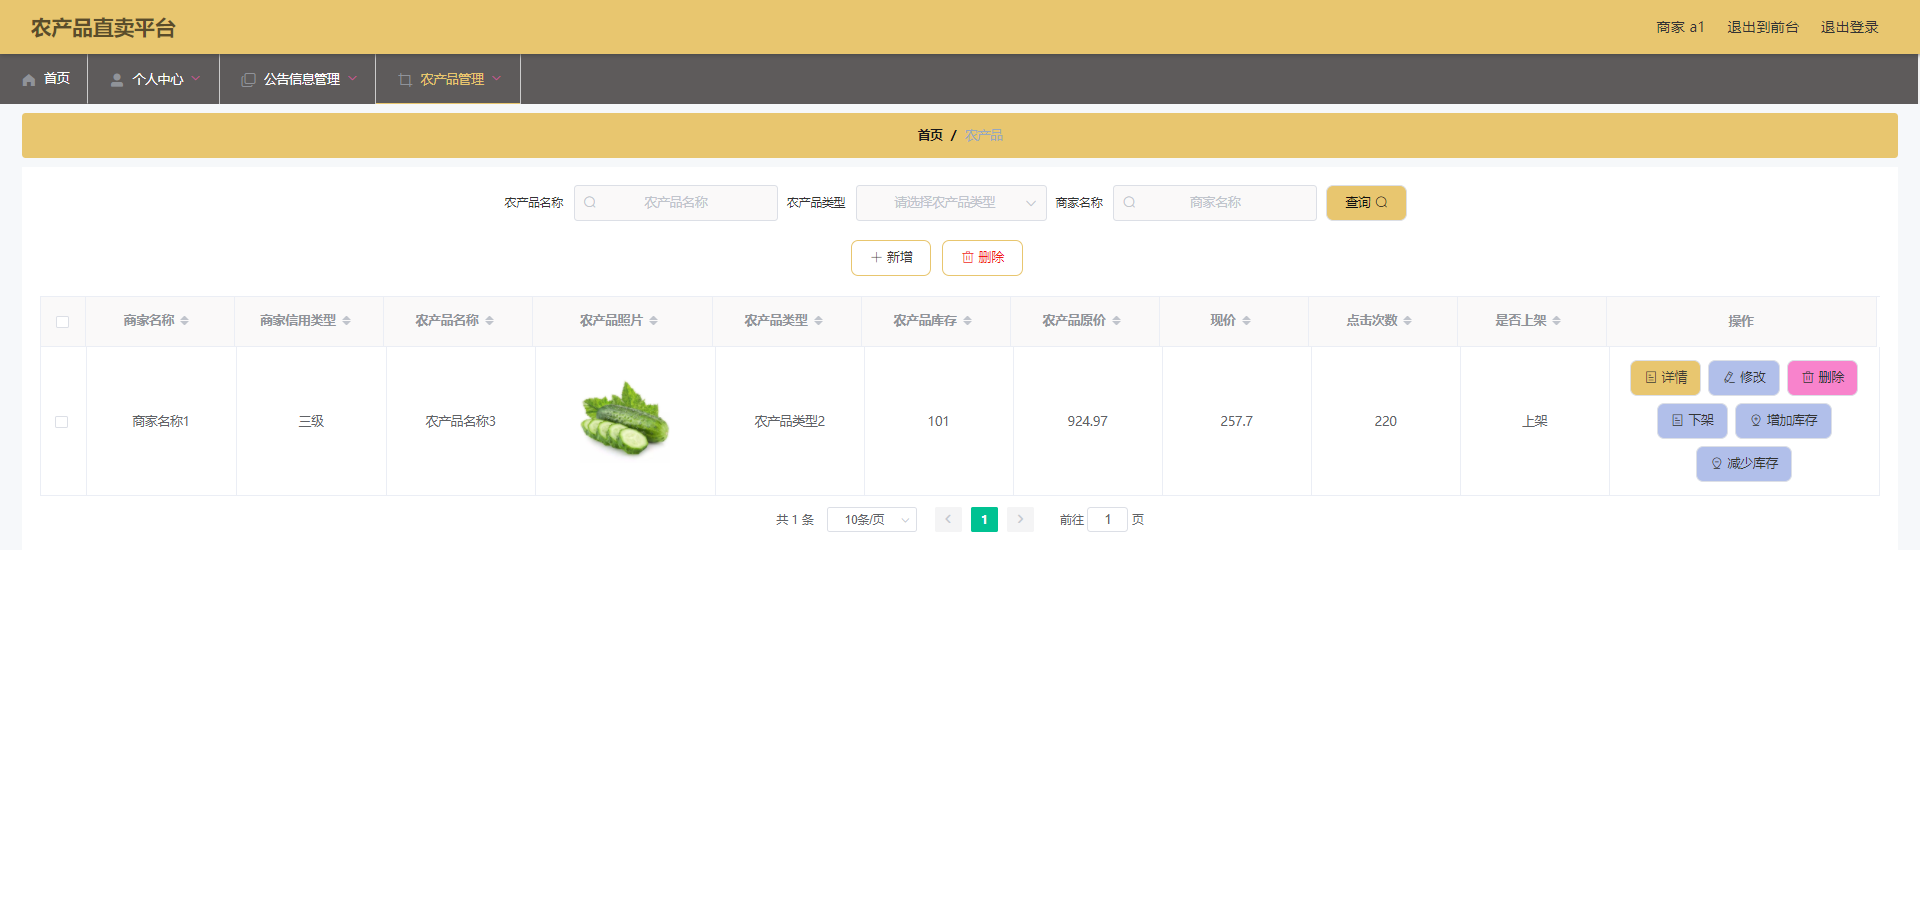 农产品直卖平台
商家 a1 退出到前台 退出登录
首页 个人中心 公告信息管理 农产品管理
首页 / 农产品
农产品名称 农产品名称 农产品类型 请选择农产品类型 商家名称 商家名称 查询
新增 删除
商家名称 商家信用类型 农产品名称 农产品照片 农产品类型 农产品库存 农产品原价 现价 点击次数 是否上架 操作
商家名称1 三级 农产品名称3 农产品类型2 101 924.97 257.7 220 上架
详情 修改 删除
下架 增加库存
减少库存
共 1 条 10条/页 1 前往 1 页